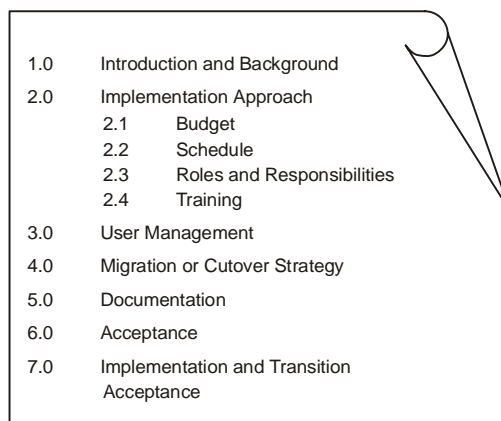 1.0 Introduction and Background
2.0 Implementation Approach
2.1 Budget
2.2 Schedule
2.3 Roles and Responsibilities
2.4 Training
3.0 User Management
4.0 Migration or Cutover Strategy
5.0 Documentation
6.0 Acceptance
7.0 Implementation and Transition
Acceptance